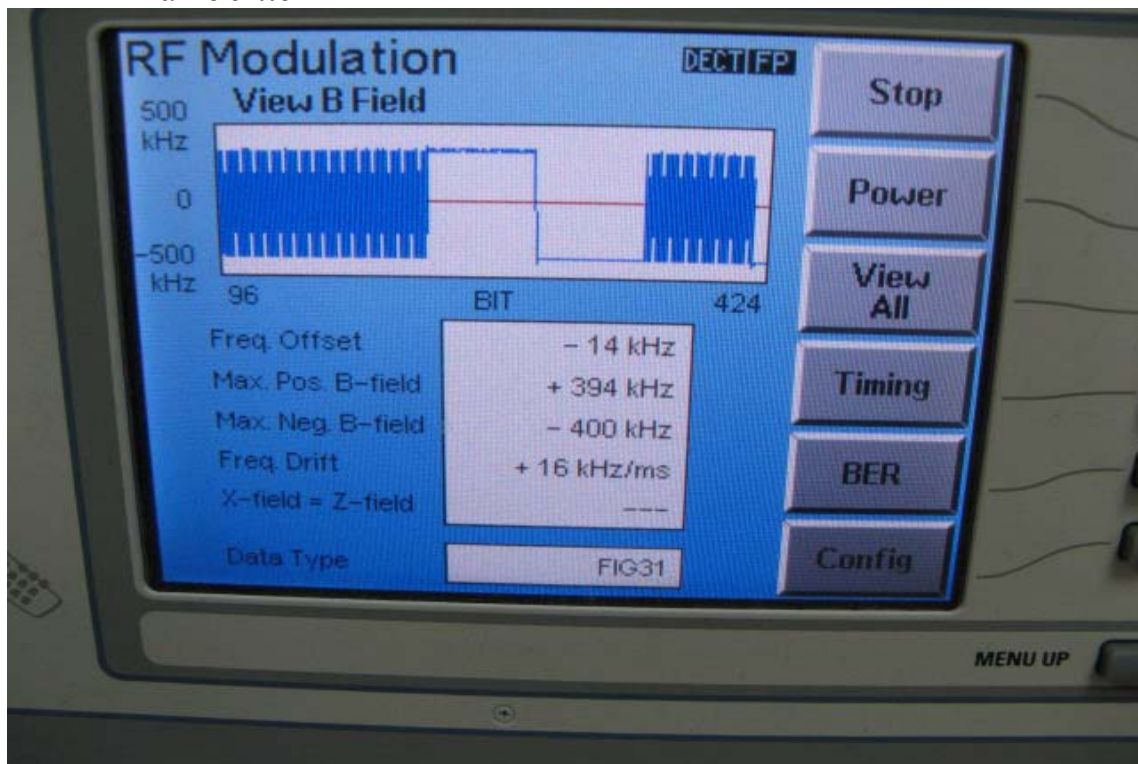 RF Modulation
DECT FP
View B Field
500
kHz
0
-500
kHz
96 BIT 424
Freq. Offset - 14 kHz
Max. Pos. B-field + 394 kHz
Max. Neg. B-field - 400 kHz
Freq. Drift + 16 kHz/ms
X-field = Z-field ---
Data Type FIG31
Stop
Power
View
All
Timing
BER
Config
MENU UP